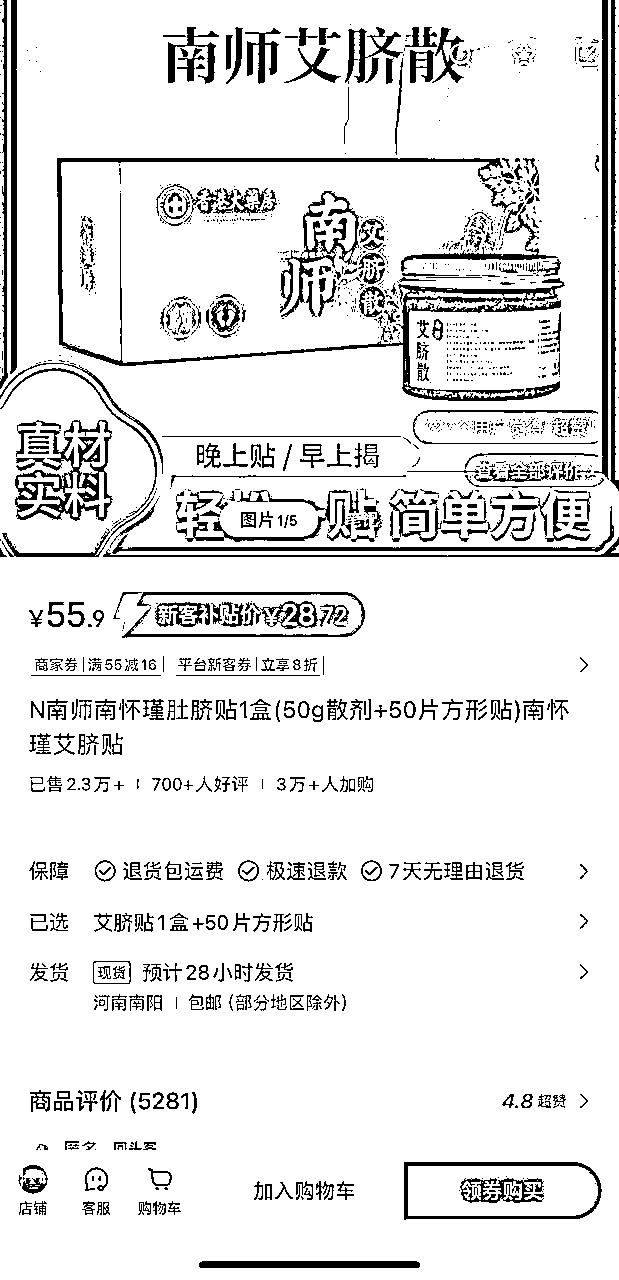 南师艾脐散
香港大药房
南师
艾脐散
艾脐散
真材实料
晚上贴/早上揭
查看全部评价
图片1/5
贴 简单方便
¥55.9 新客补贴价¥28.72
商家券|满55减16| 平台新客券|立享8折|
N南师南怀瑾肚脐贴1盒(50g散剂+50片方形贴)南怀
瑾艾脐贴
已售2.3万+ | 700+人好评 | 3万+人加购
保障 退货包运费 极速退款 7天无理由退货
已选 艾脐贴1盒+50片方形贴
发货 现货 预计28小时发货
河南南阳 | 包邮(部分地区除外)
商品评价 (5281) 4.8超赞
店铺 客服 购物车 加入购物车 领券购买